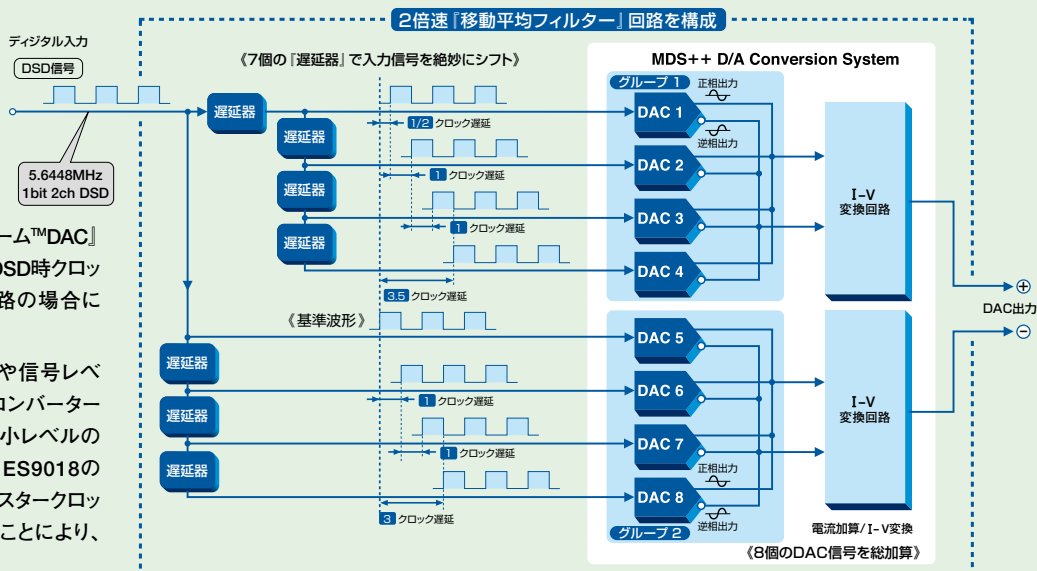 2倍速『移動平均フィルター』回路を構成
ディジタル入力
DSD信号
5.6448MHz
1bit 2ch DSD
《7個の『遅延器』で入力信号を絶妙にシフト》
MDS++ D/A Conversion System
遅延器
遅延器
遅延器
遅延器
1/2 クロック遅延
1 クロック遅延
1 クロック遅延
3.5 クロック遅延
グループ 1
正相出力
逆相出力
DAC 1
DAC 2
DAC 3
DAC 4
I-V
変換回路
ーム™DAC』
DSD時クロッ
路の場合に
や信号レベ
コンバーター
小レベルの
ES9018の
スタークロッ
ことにより、
《基準波形》
遅延器
遅延器
遅延器
1 クロック遅延
1 クロック遅延
3 クロック遅延
DAC 5
DAC 6
DAC 7
DAC 8
正相出力
逆相出力
グループ 2
I-V
変換回路
電流加算/I-V変換
《8個のDAC信号を総加算》
⊕
DAC出力
⊖